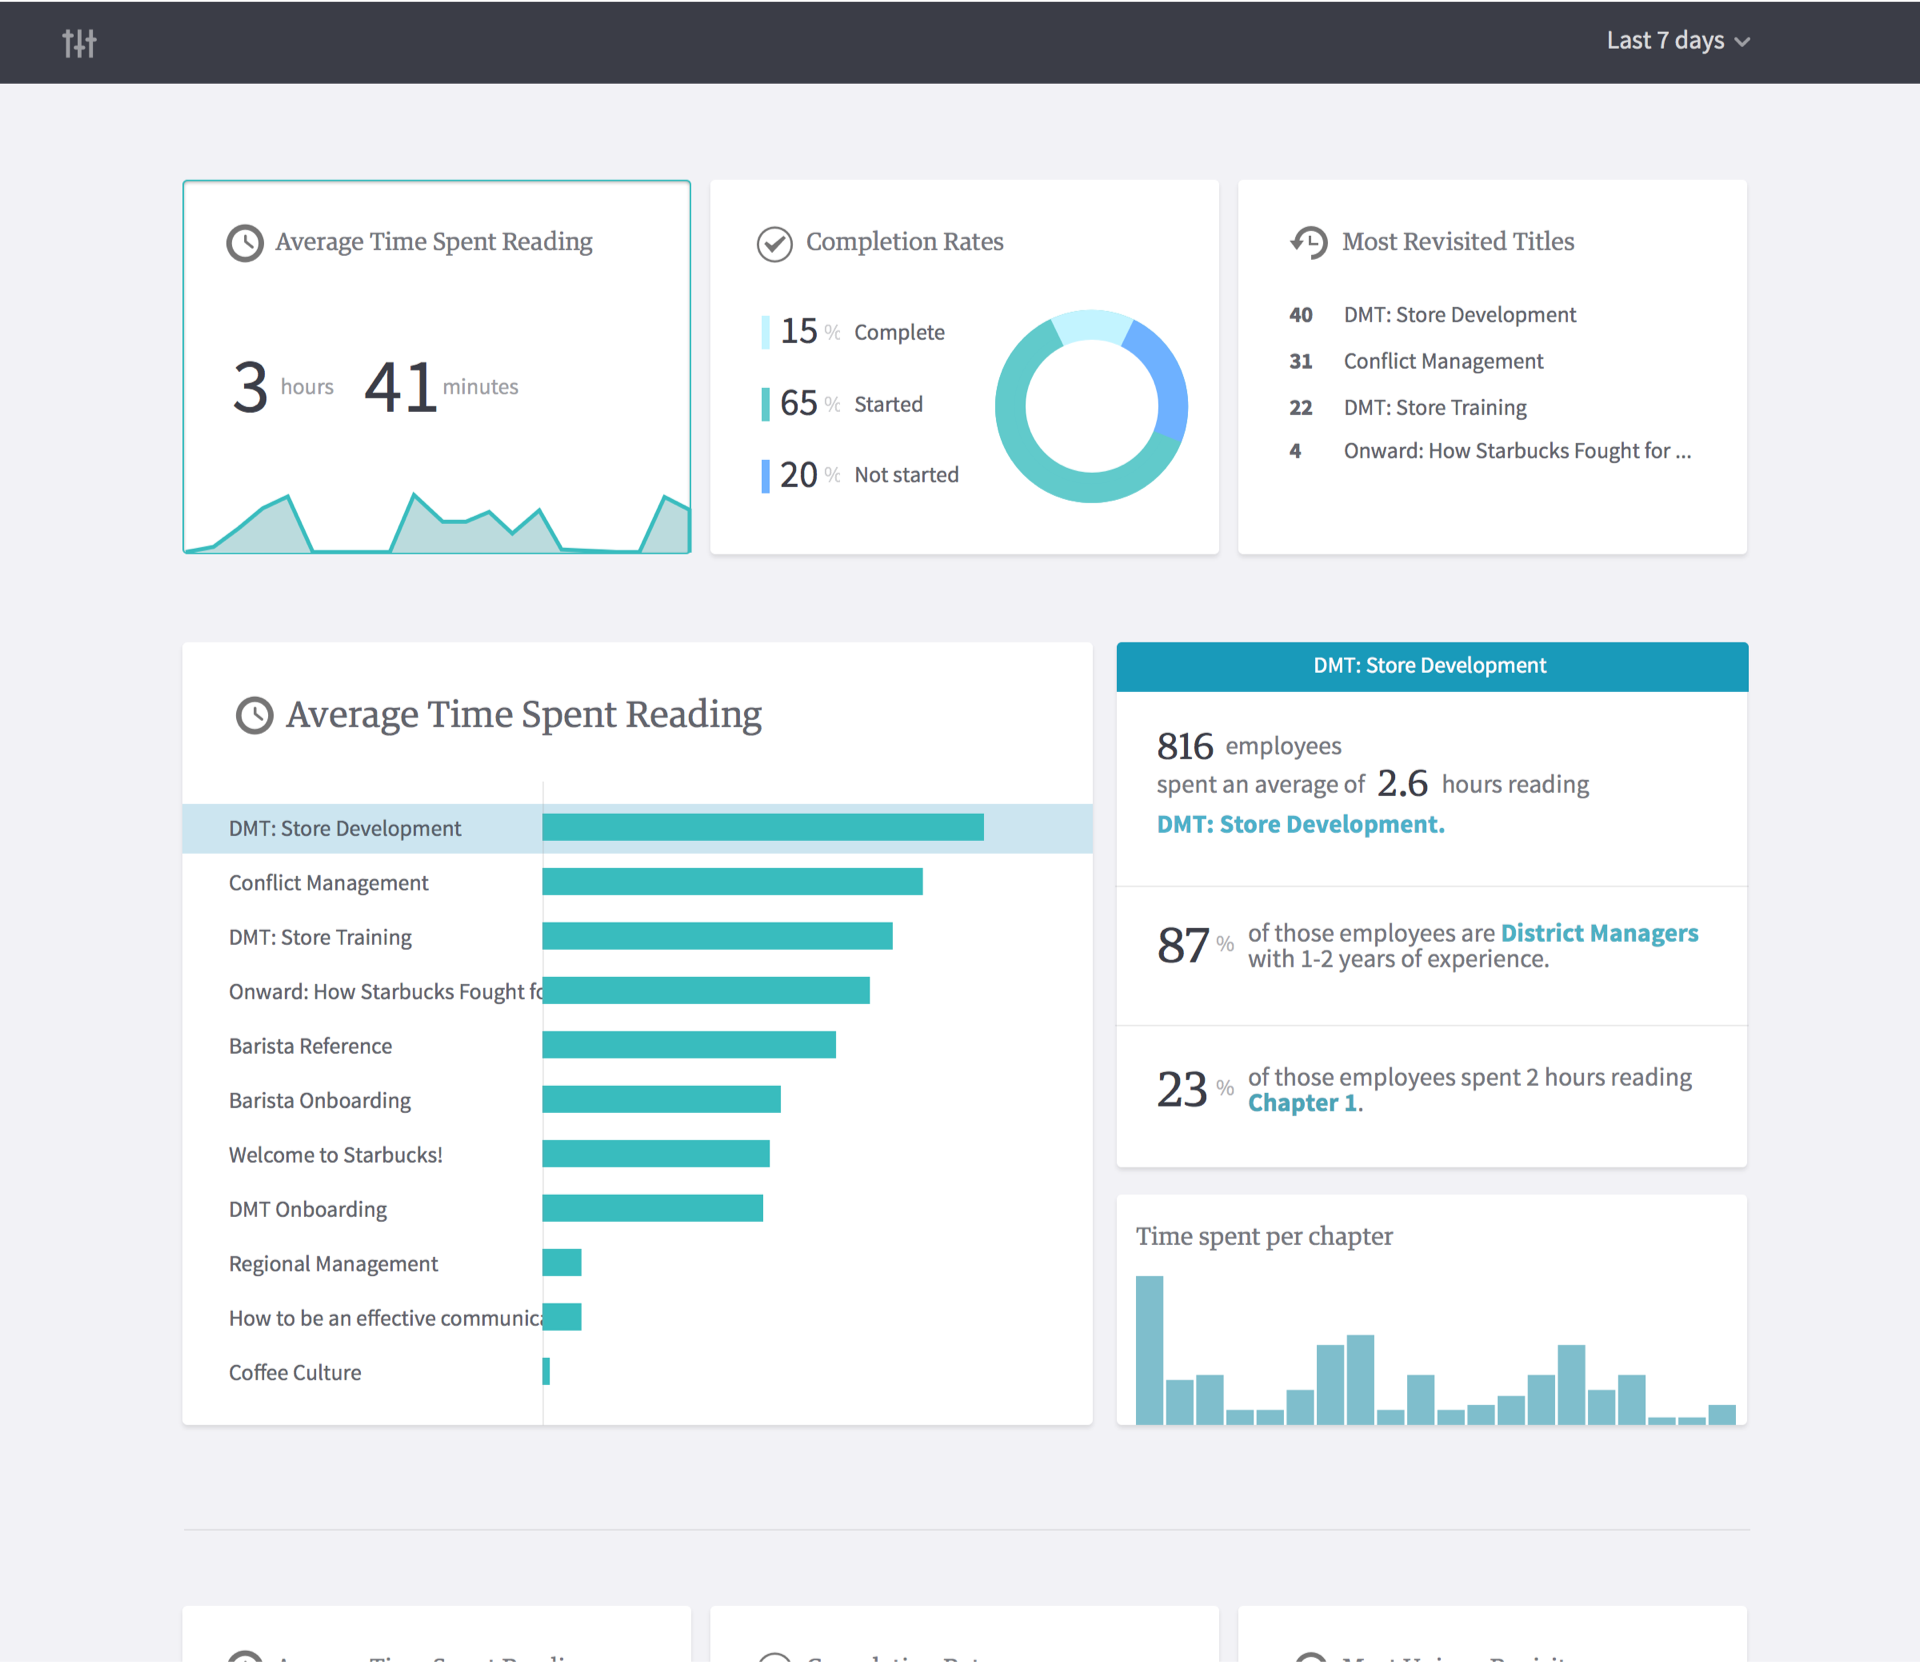 Last 7 days
Average Time Spent Reading
3 hours 41 minutes
Completion Rates
15 % Complete
65 % Started
20 % Not started
Most Revisited Titles
40 DMT: Store Development
31 Conflict Management
22 DMT: Store Training
4 Onward: How Starbucks Fought for ...
Average Time Spent Reading
DMT: Store Development
Conflict Management
DMT: Store Training
Onward: How Starbucks Fought fo
Barista Reference
Barista Onboarding
Welcome to Starbucks!
DMT Onboarding
Regional Management
How to be an effective communica
Coffee Culture
DMT: Store Development
816 employees
spent an average of 2.6 hours reading
DMT: Store Development.
87 % of those employees are District Managers
with 1-2 years of experience.
23 % of those employees spent 2 hours reading
Chapter 1.
Time spent per chapter